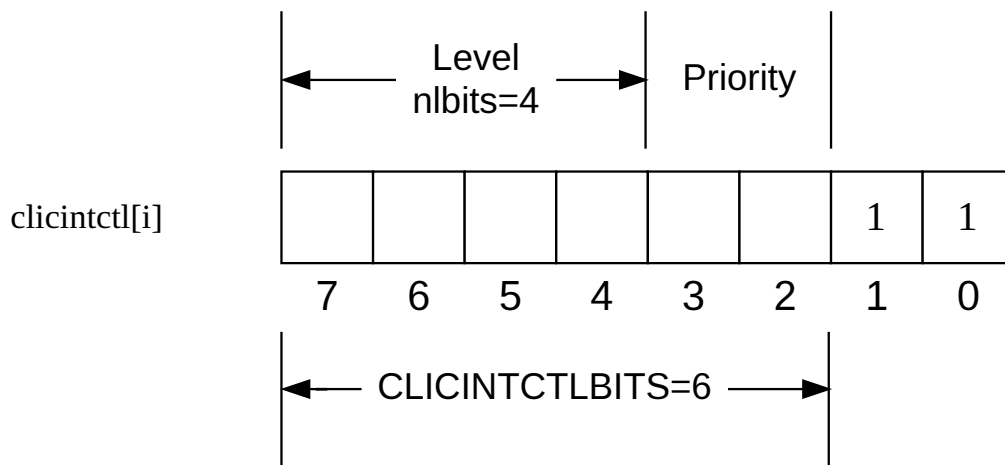 Level
nlbits=4
Priority
clicintctl[i]
1 1
7 6 5 4 3 2 1 0
CLICINTCTLBITS=6